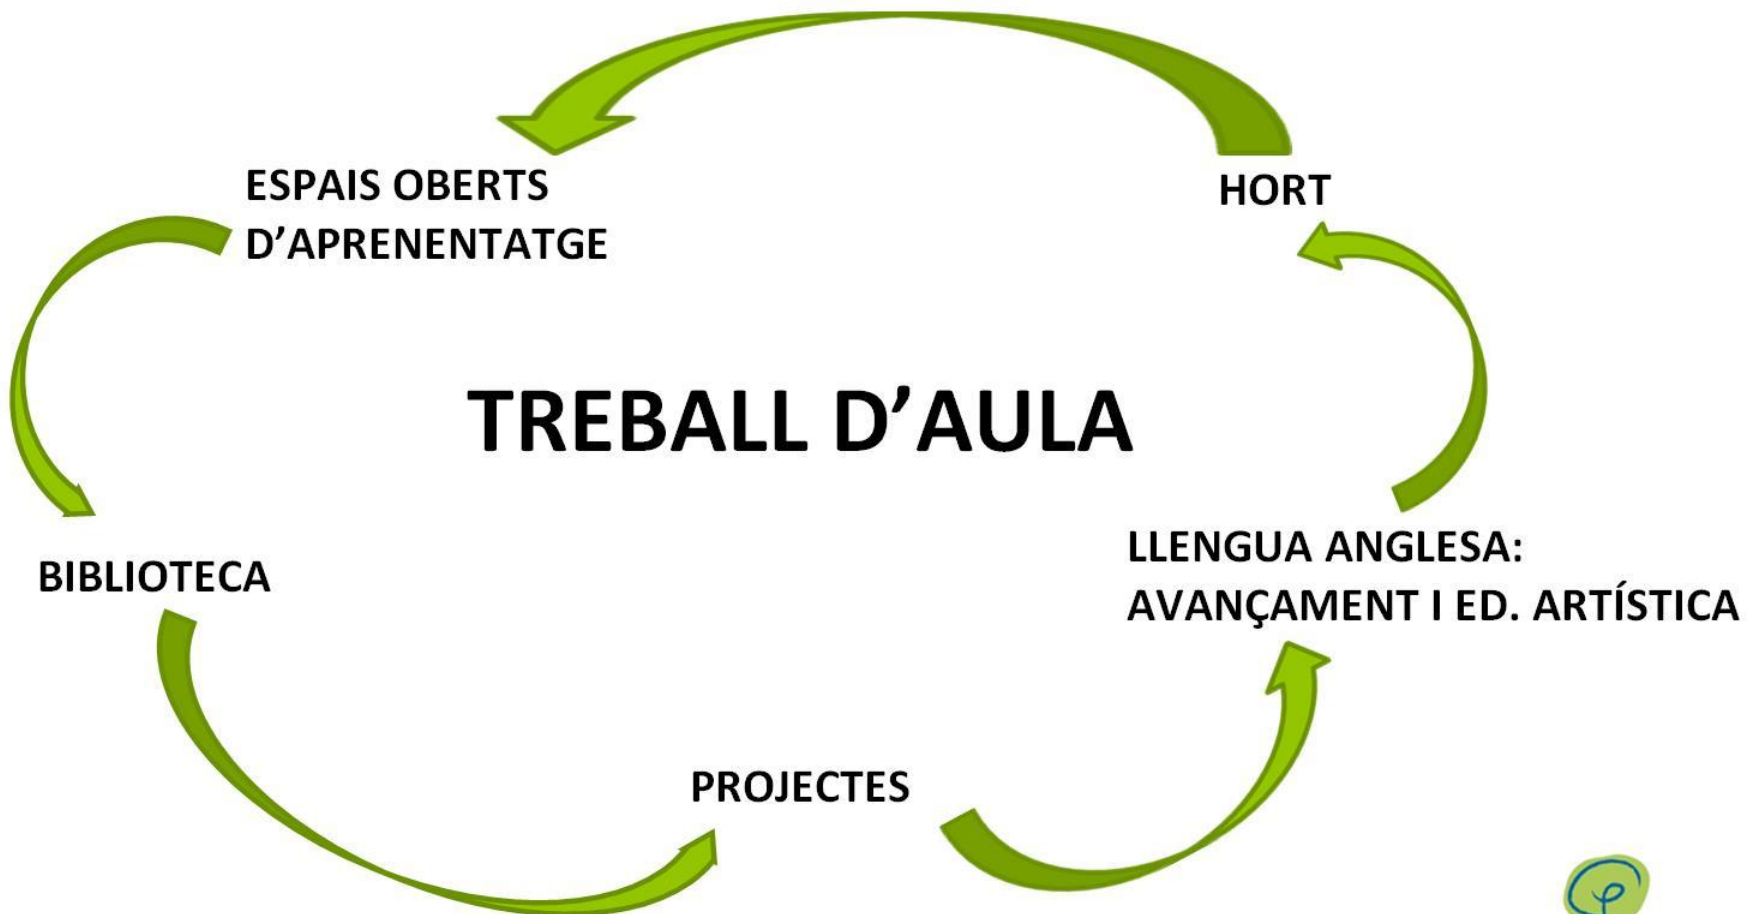 ESPAIS OBERTS
D’APRENENTATGE
HORT
TREBALL D’AULA
BIBLIOTECA
LLENGUA ANGLESA:
AVANÇAMENT I ED. ARTÍSTICA
PROJECTES